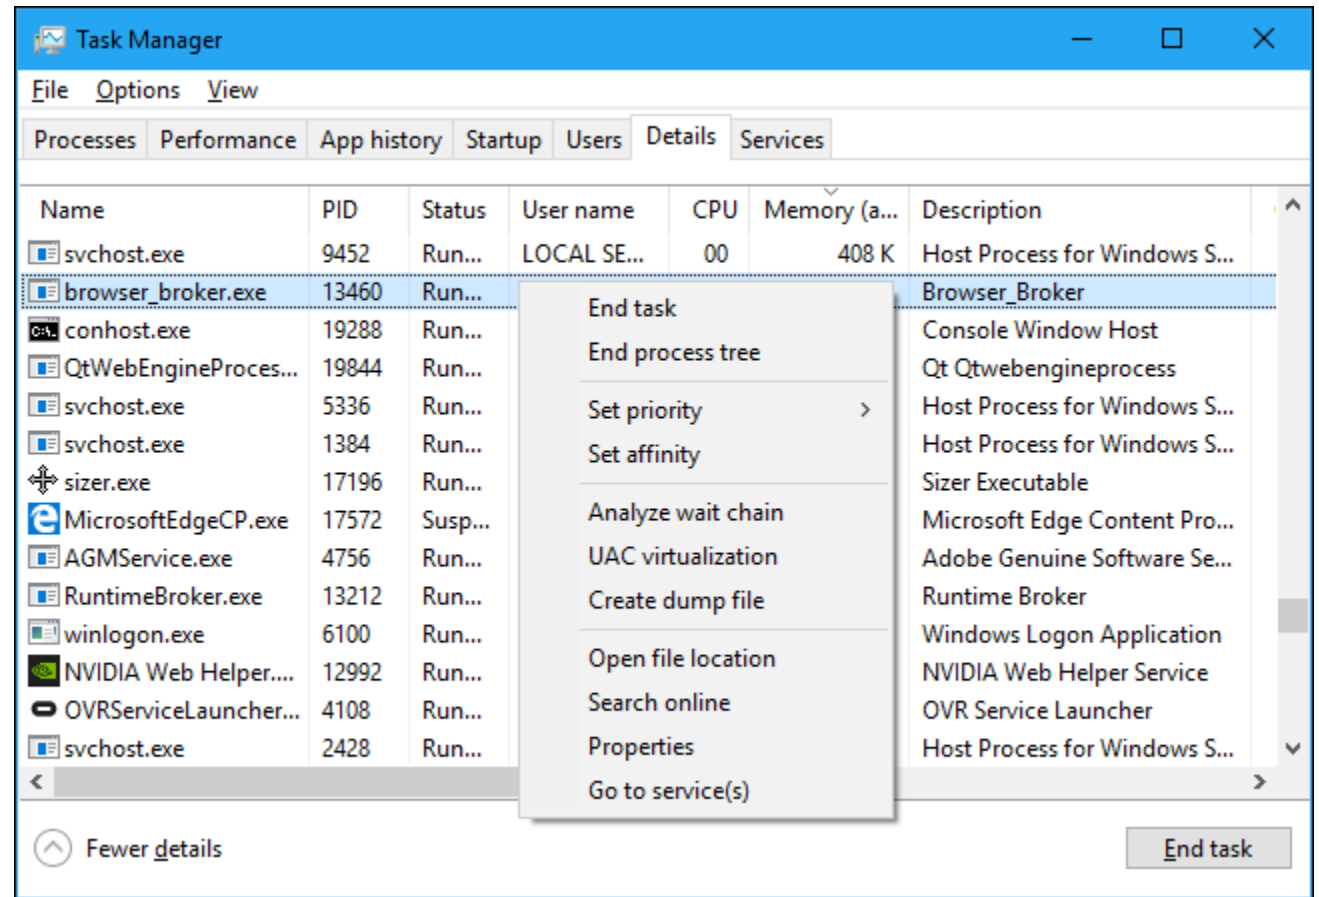 Task Manager
File Options View
Processes Performance App history Startup Users Details Services
Name PID Status User name CPU Memory (a... Description
svchost.exe 9452 Run... LOCAL SE... 00 408 K Host Process for Windows S...
browser_broker.exe 13460 Run... Browser_Broker
End task
conhost.exe 19288 Run... Console Window Host
End process tree
QtWebEngineProces... 19844 Run... Qt Qtwebengineprocess
svchost.exe 5336 Run... Set priority Host Process for Windows S...
svchost.exe 1384 Run... Set affinity Host Process for Windows S...
sizer.exe 17196 Run... Sizer Executable
MicrosoftEdgeCP.exe 17572 Susp... Analyze wait chain Microsoft Edge Content Pro...
AGMService.exe 4756 Run... UAC virtualization Adobe Genuine Software Se...
RuntimeBroker.exe 13212 Run... Create dump file Runtime Broker
winlogon.exe 6100 Run... Windows Logon Application
Open file location
NVIDIA Web Helper.... 12992 Run... NVIDIA Web Helper Service
OVRServiceLauncher... 4108 Run... Search online OVR Service Launcher
svchost.exe 2428 Run... Properties Host Process for Windows S...
Go to service(s)
Fewer details End task